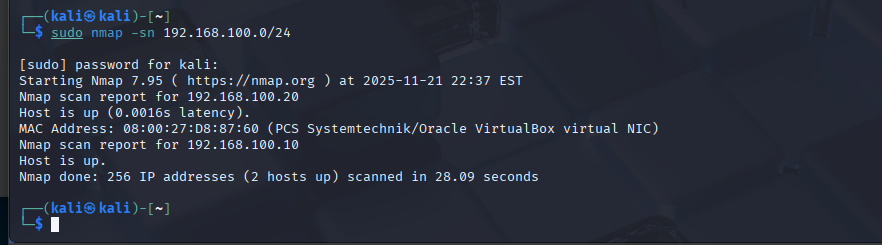 ┌──(kali㉿kali)-[~]
└─$ sudo nmap -sn 192.168.100.0/24
[sudo] password for kali:
Starting Nmap 7.95 ( https://nmap.org ) at 2025-11-21 22:37 EST
Nmap scan report for 192.168.100.20
Host is up (0.0016s latency).
MAC Address: 08:00:27:D8:87:60 (PCS Systemtechnik/Oracle VirtualBox virtual NIC)
Nmap scan report for 192.168.100.10
Host is up.
Nmap done: 256 IP addresses (2 hosts up) scanned in 28.09 seconds
┌──(kali㉿kali)-[~]
└─$